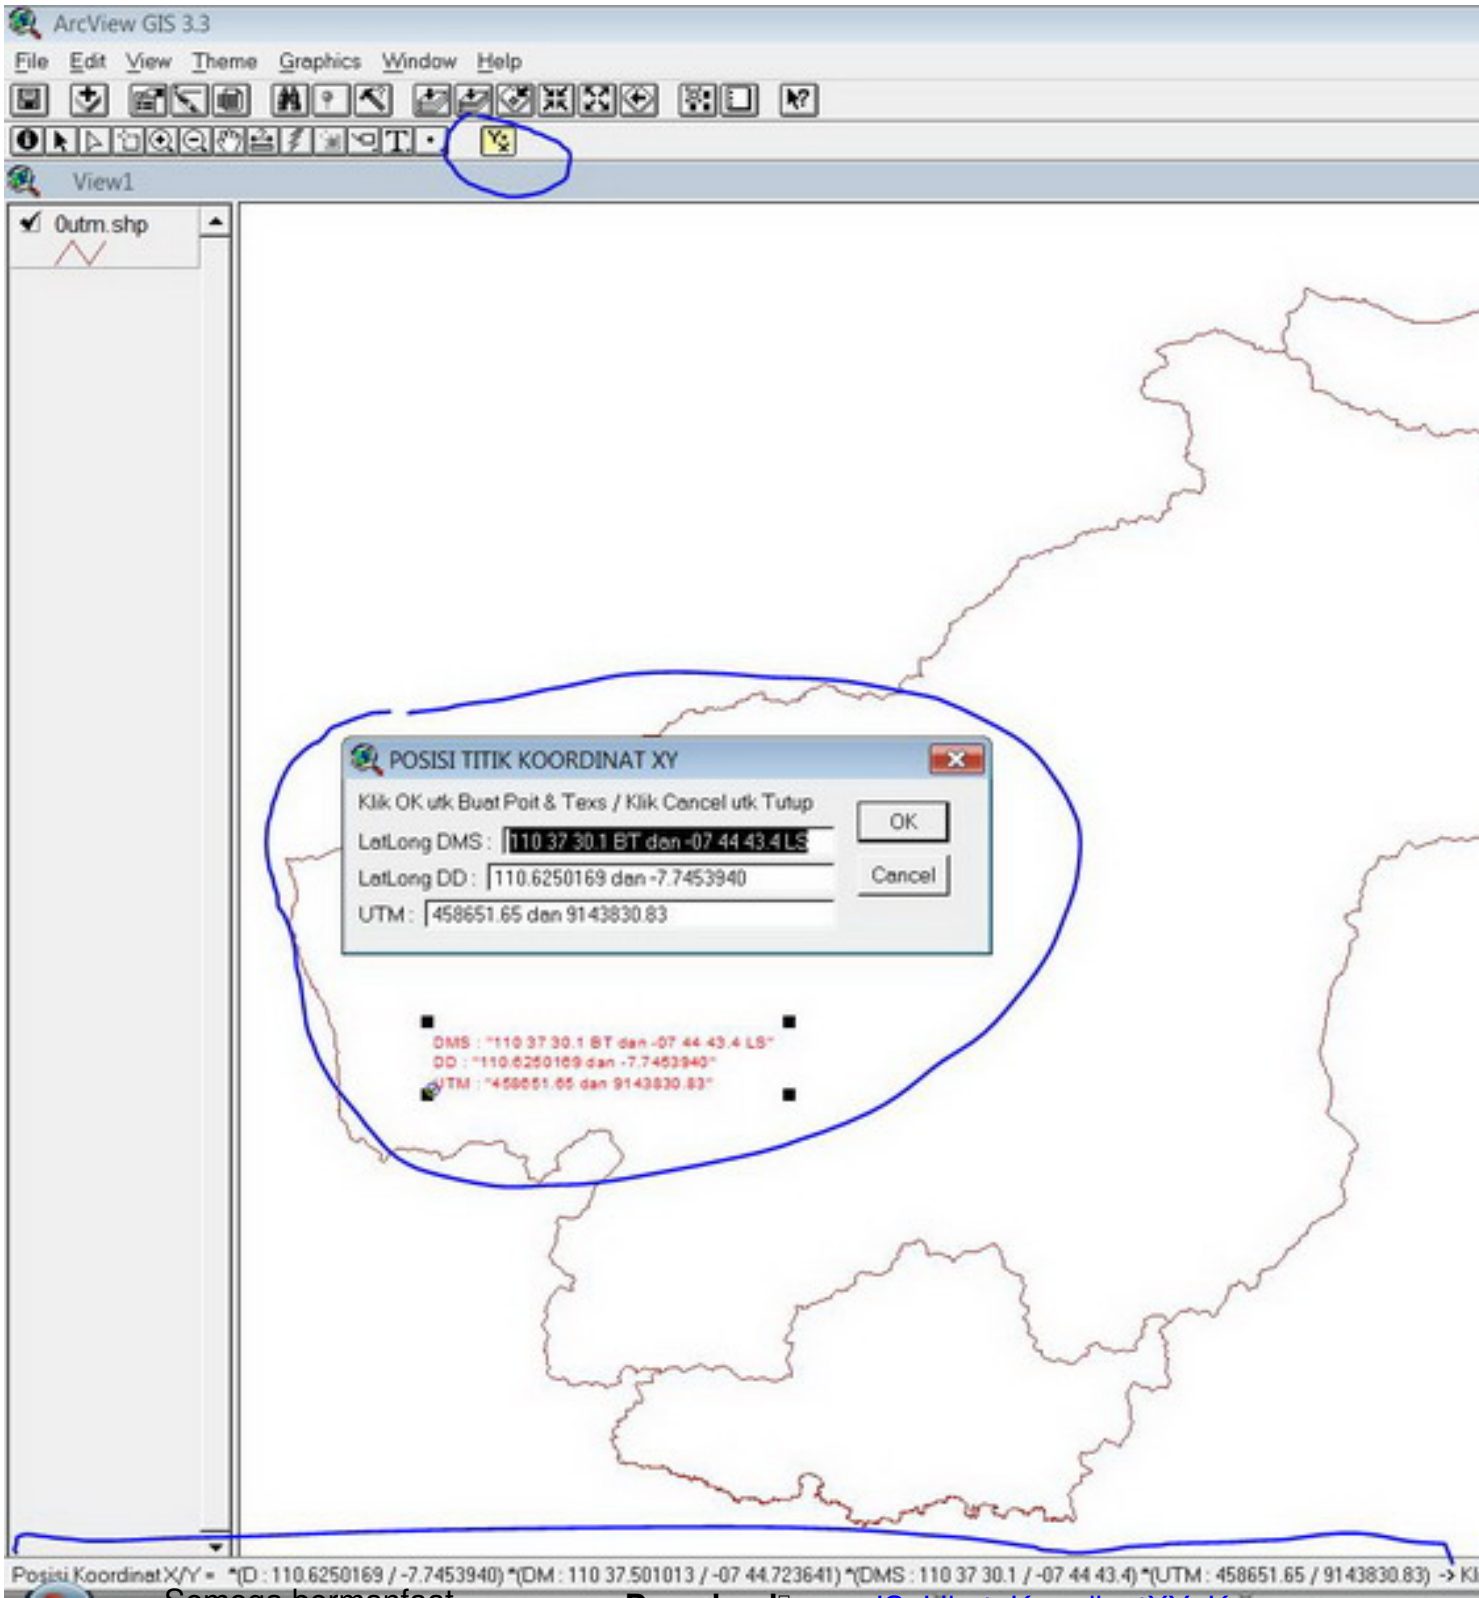 ArcView GIS 3.3
File Edit View Theme Graphics Window Help
View1
0utm.shp
POSISI TITIK KOORDINAT XY
Klik OK utk Buat Poit & Texs / Klik Cancel utk Tutup
LatLong DMS : 110 37 30.1 BT dan -07 44 43.4 LS
OK
LatLong DD : 110.6250169 dan -7.7453940
Cancel
UTM : 458651.65 dan 9143830.83
DMS : "110 37 30.1 BT dan -07 44 43.4 LS"
DD : "110.6250169 dan -7.7453940"
UTM : "458651.65 dan 9143830.83"
Posisi Koordinat X/Y = *(D : 110.6250169 / -7.7453940) *(DM : 110 37.501013 / -07 44.723641) *(DMS : 110 37 30.1 / -07 44 43.4) *(UTM : 458651.65 / 9143830.83) -> Kl
Semoga bermanfaat